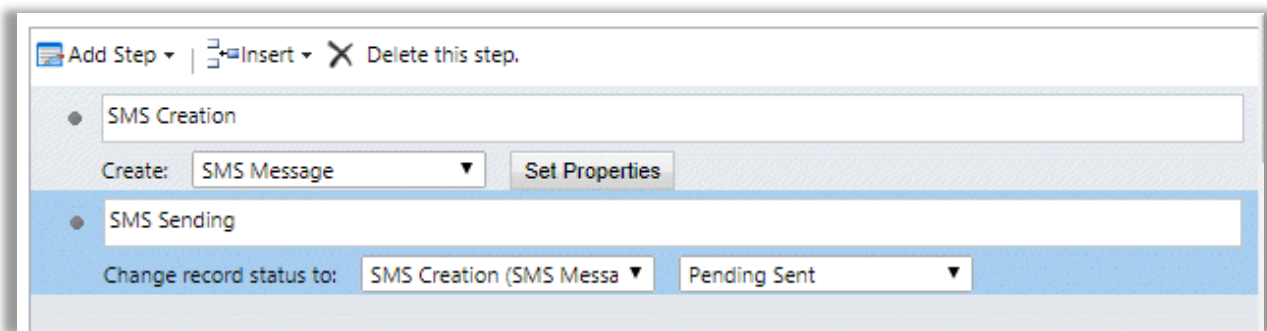 Add Step Insert Delete this step.
SMS Creation
Create: SMS Message Set Properties
SMS Sending
Change record status to: SMS Creation (SMS Messa Pending Sent